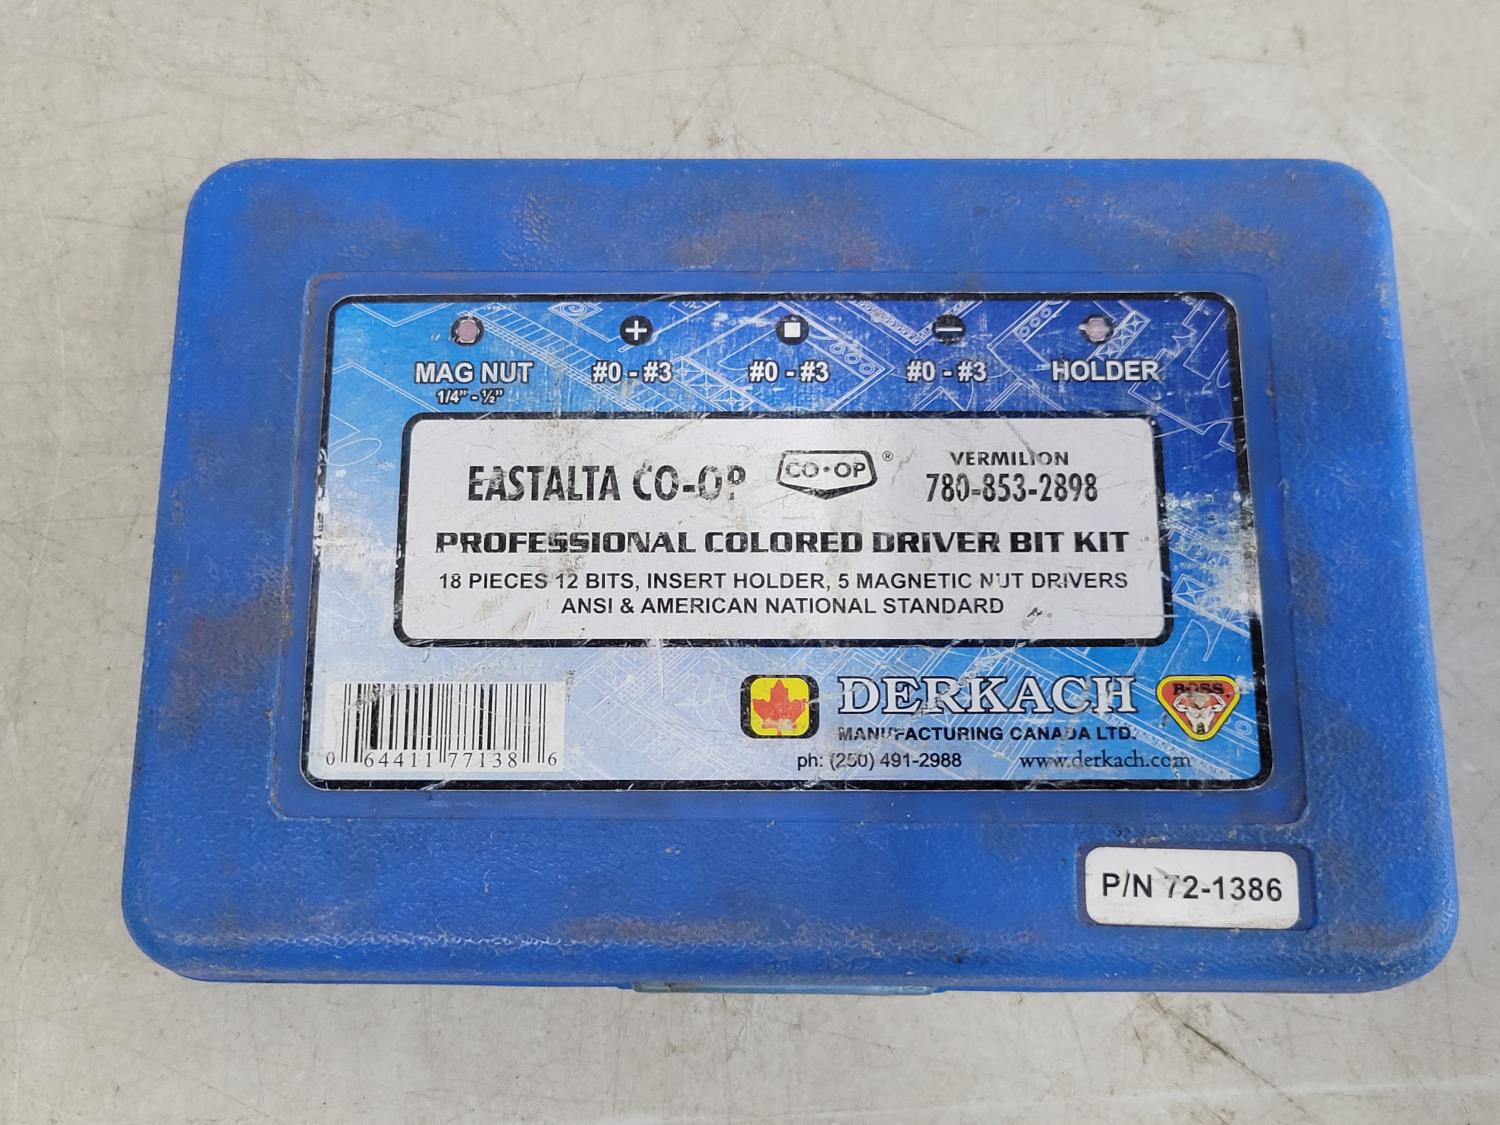 MAG NUT
1/4" - ½"
#0 - #3
#0 - #3
#0 - #3
HOLDER
EASTALTA CO-OP
CO•OP®
VERMILION
780-853-2898
PROFESSIONAL COLORED DRIVER BIT KIT
18 PIECES 12 BITS, INSERT HOLDER, 5 MAGNETIC NUT DRIVERS
ANSI & AMERICAN NATIONAL STANDARD
0 64411 77138 6
DERKACH
MANUFACTURING CANADA LTD.
ph: (250) 491-2988
www.derkach.com
BOSS
P/N 72-1386